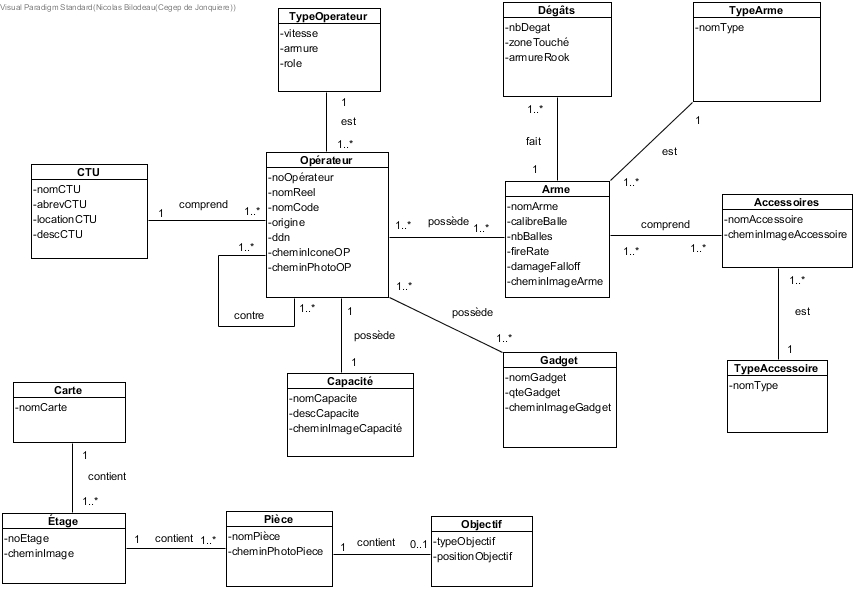 Visual Paradigm Standard(Nicolas Bilodeau(Cegep de Jonquiere))
TypeOperateur
-vitesse
-armure
-role
Dégâts
-nbDegat
-zoneTouché
-armureRook
TypeArme
-nomType
1
est
1..*
1..*
fait
1
1
est
1..*
CTU
-nomCTU
-abrevCTU
-locationCTU
-descCTU
1
comprend
1..*
Opérateur
-noOpérateur
-nomReel
-nomCode
-origine
-ddn
-cheminIconeOP
-cheminPhotoOP
1..*
contre
1..*
1..*
possède
1..*
Arme
-nomArme
-calibreBalle
-nbBalles
-fireRate
-damageFalloff
-cheminImageArme
1..*
comprend
1..*
Accessoires
-nomAccessoire
-cheminImageAccessoire
1..*
est
1
TypeAccessoire
-nomType
1
possède
1
1..*
possède
1..*
Capacité
-nomCapacite
-descCapacite
-cheminImageCapacité
Gadget
-nomGadget
-qteGadget
-cheminImageGadget
Carte
-nomCarte
1
contient
1..*
Étage
-noEtage
-cheminImage
1
contient
1..*
Pièce
-nomPièce
-cheminPhotoPiece
1
contient
0..1
Objectif
-typeObjectif
-positionObjectif